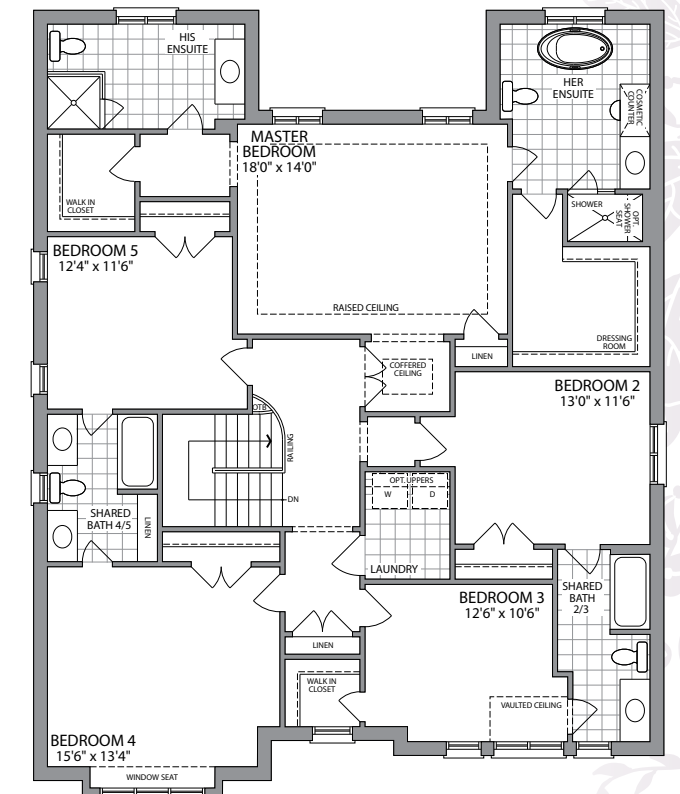 HIS
ENSUITE
HER
ENSUITE
COSMETIC
COUNTER
MASTER
BEDROOM
18'0" x 14'0"
WALK IN
CLOSET
SHOWER
OPT.
SHOWER
SEAT
BEDROOM 5
12'4" x 11'6"
RAISED CEILING
DRESSING
ROOM
LINEN
COFFERED
CEILING
BEDROOM 2
13'0" x 11'6"
OTB
RAILING
OPT. UPPERS
W
D
DN
SHARED
BATH 4/5
LINEN
LAUNDRY
SHARED
BATH
2/3
BEDROOM 3
12'6" x 10'6"
LINEN
WALK IN
CLOSET
VAULTED CEILING
BEDROOM 4
15'6" x 13'4"
WINDOW SEAT